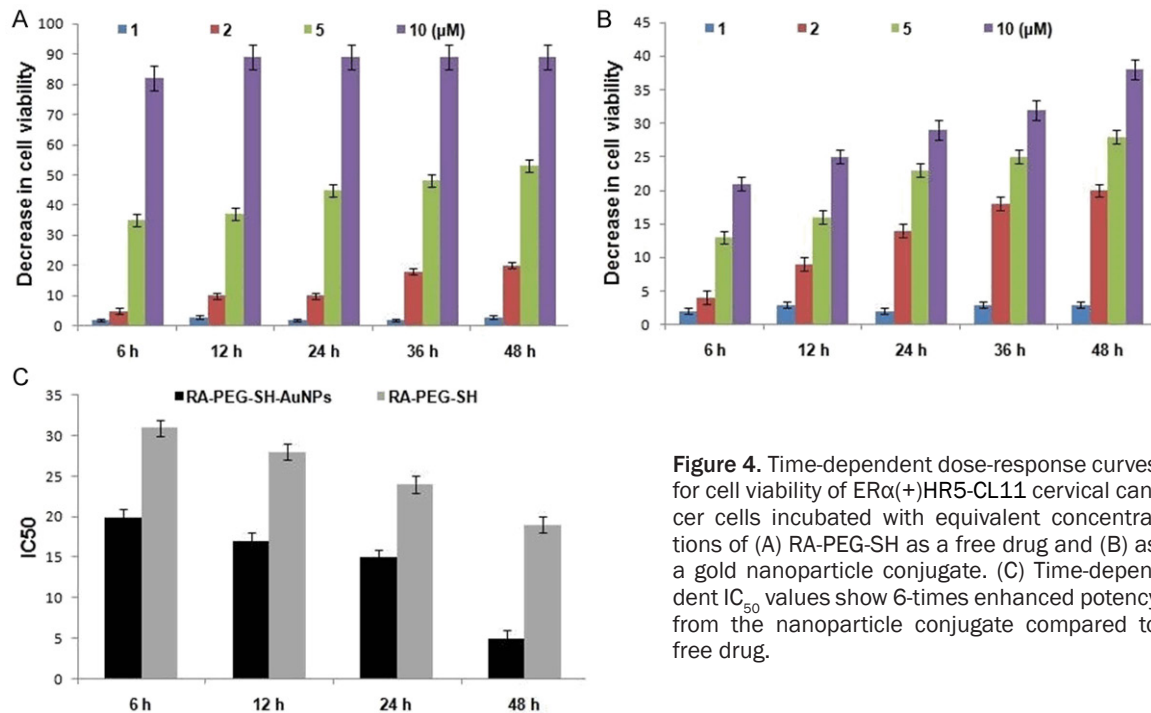 A
1 2 5 10 (µM)
Decrease in cell viability
100
90
80
70
60
50
40
30
20
10
0
6 h 12 h 24 h 36 h 48 h
B
1 2 5 10 (µM)
Decrease in cell viability
45
40
35
30
25
20
15
10
5
0
6 h 12 h 24 h 36 h 48 h
C
RA-PEG-SH-AuNPs RA-PEG-SH
IC50
35
30
25
20
15
10
5
0
6 h 12 h 24 h 48 h
Figure 4. Time-dependent dose-response curves
for cell viability of ERα(+)HR5-CL11 cervical can-
cer cells incubated with equivalent concentra-
tions of (A) RA-PEG-SH as a free drug and (B) as
a gold nanoparticle conjugate. (C) Time-depen
dent IC50 values show 6-times enhanced potency
from the nanoparticle conjugate compared to
free drug.